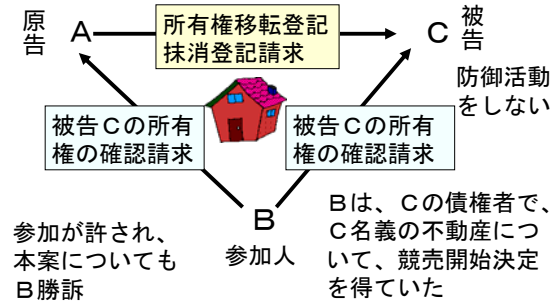 原告
A
所有権移転登記
抹消登記請求
C
被告
防御活動
をしない
被告Cの所有
権の確認請求
被告Cの所有
権の確認請求
B
参加人
参加が許され、
本案についても
B勝訴
Bは、Cの債権者で、
C名義の不動産につ
いて、競売開始決定
を得ていた